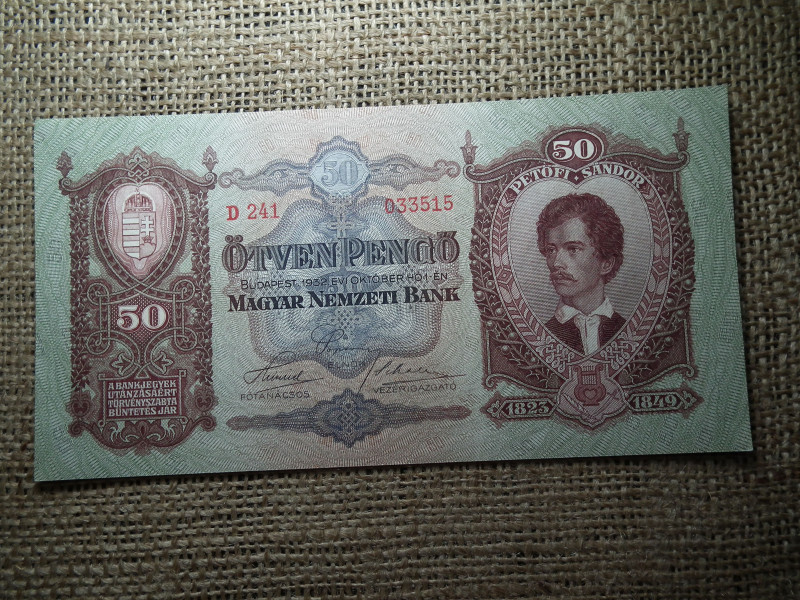 50
A BANKJEGYEK
UTÁNZÁSÁÉRT
TÖRVÉNYSZABTA
BÜNTETÉS JÁR
50
D 241 033515
ÖTVEN PENGŐ
BUDAPEST, 1932. ÉVI OKTÓBER HÓ 1-ÉN
MAGYAR NEMZETI BANK
FŐTANÁCSOS VEZÉRIGAZGATÓ
50
PETŐFI SÁNDOR
1823 1849